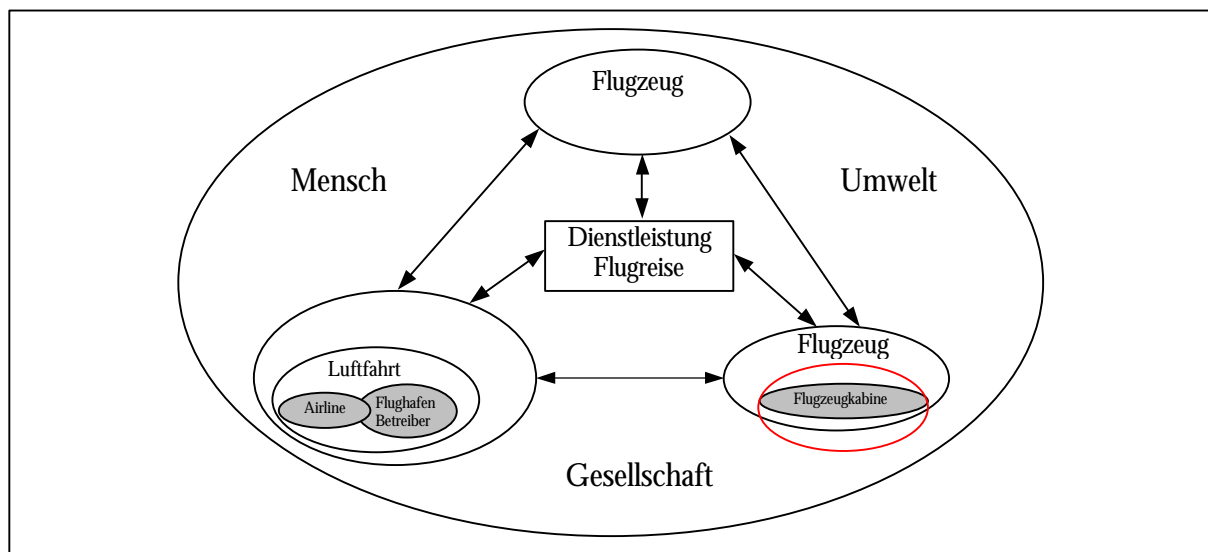 Flugzeug
Mensch
Umwelt
Dienstleistung
Flugreise
Flugzeug
Luftfahrt
Airline
Flughafen
Betreiber
Flugzeugkabine
Gesellschaft